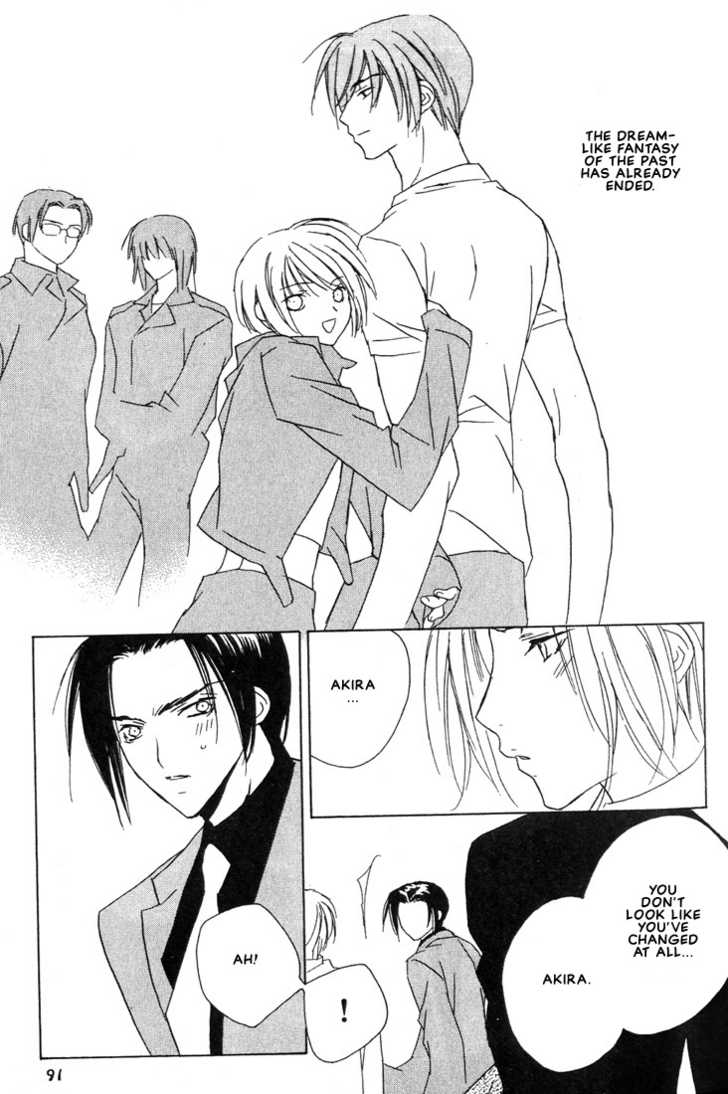 THE DREAM-
LIKE FANTASY
OF THE PAST
HAS ALREADY
ENDED.
AKIRA
...
AH!
!
YOU
DON'T
LOOK LIKE
YOU'VE
CHANGED
AT ALL...
AKIRA.
91